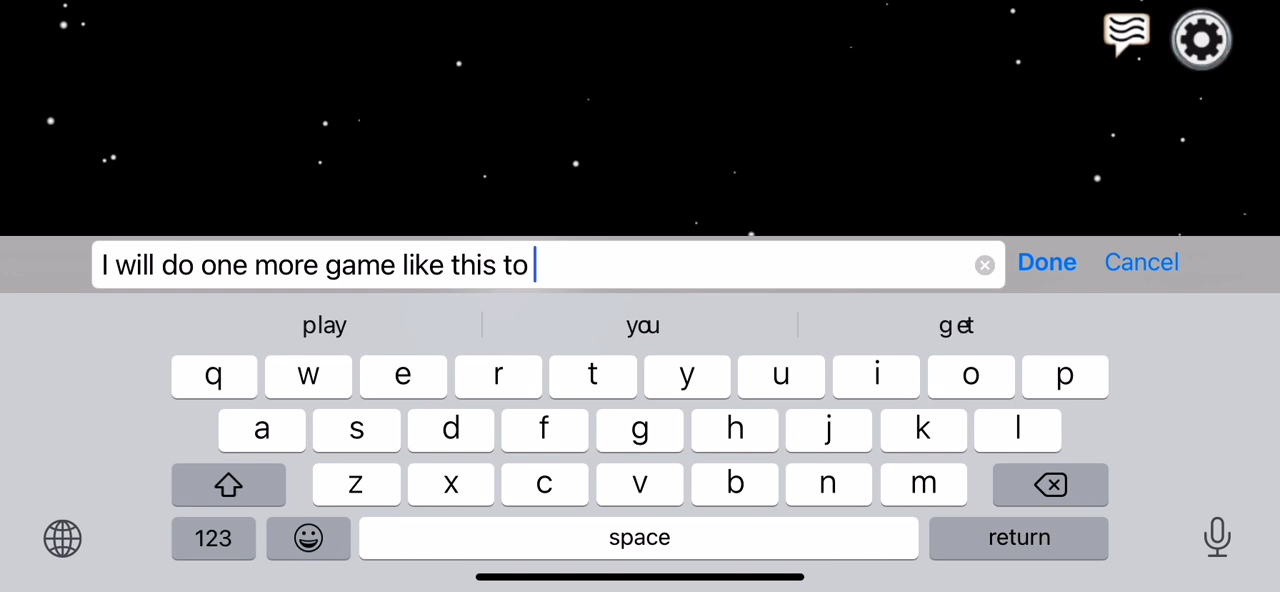 I will do one more game like this to
Done Cancel
play you get
q w e r t y u i o p
a s d f g h j k l
z x c v b n m
123 space return